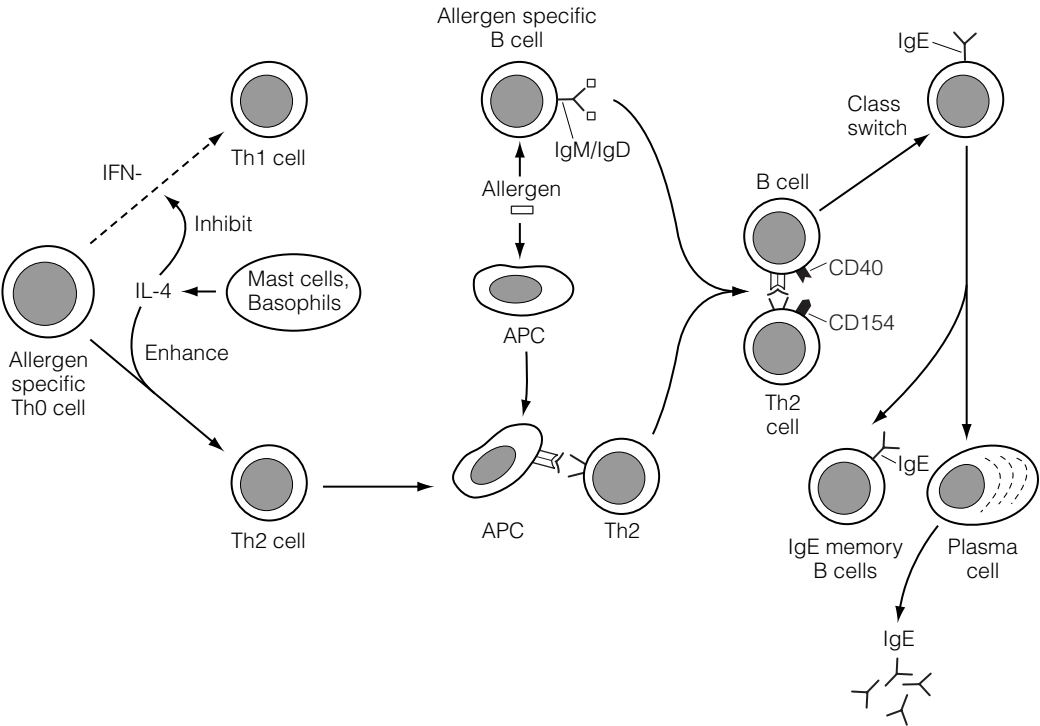 Allergen specific
B cell
IgE
Th1 cell
IFN-
Inhibit
IL-4
Mast cells,
Basophils
Enhance
Allergen
specific
Th0 cell
Th2 cell
IgM/IgD
Allergen
APC
APC
Th2
Class
switch
B cell
CD40
CD154
Th2
cell
IgE
IgE memory
B cells
Plasma
cell
IgE